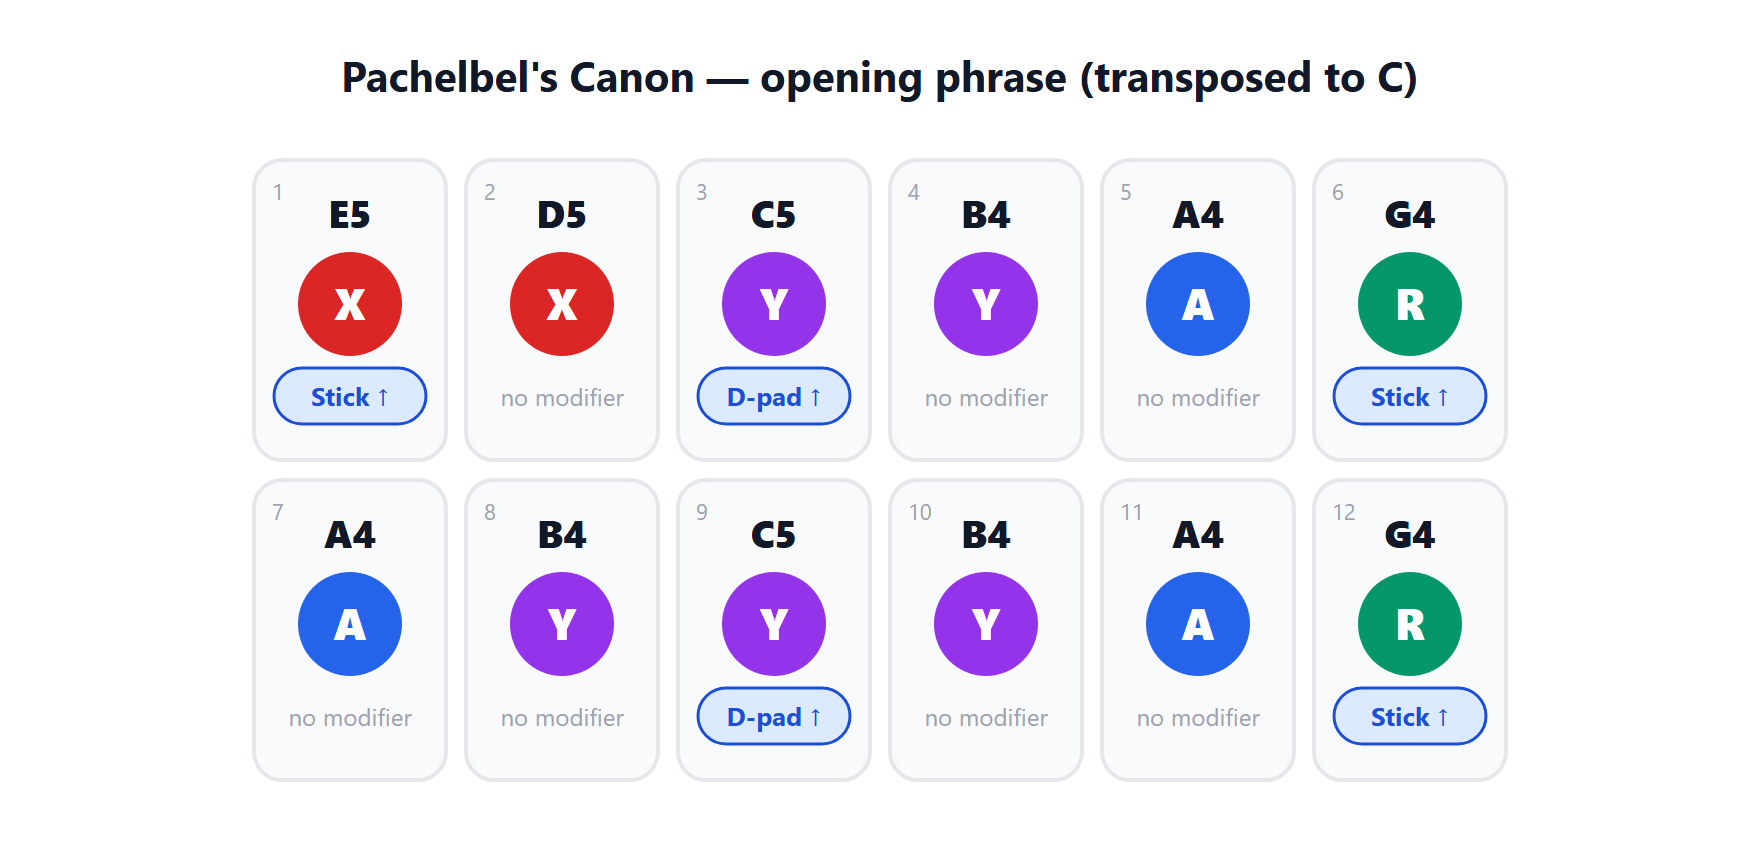 Pachelbel's Canon — opening phrase (transposed to C)
1 2 3 4 5 6
E5 D5 C5 B4 A4 G4
X X Y Y A R
Stick ↑ no modifier D-pad ↑ no modifier no modifier Stick ↑
7 8 9 10 11 12
A4 B4 C5 B4 A4 G4
A Y Y Y A R
no modifier no modifier D-pad ↑ no modifier no modifier Stick ↑